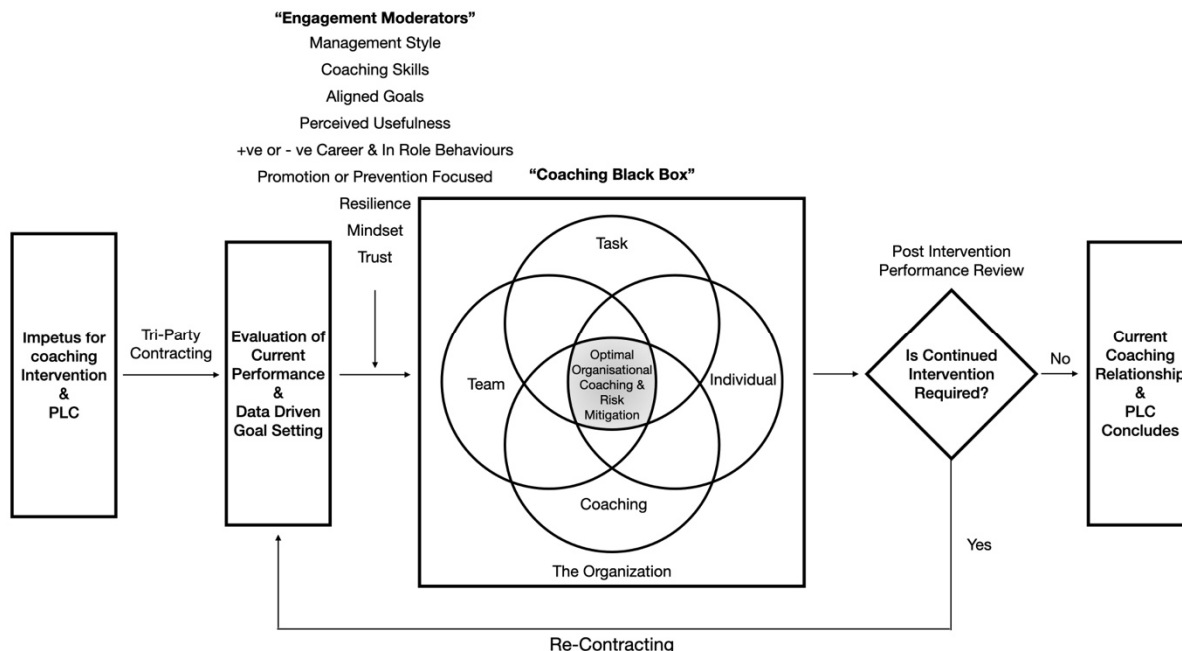 “Engagement Moderators”
Management Style
Coaching Skills
Aligned Goals
Perceived Usefulness
+ve or - ve Career & In Role Behaviours
Promotion or Prevention Focused
Resilience
Mindset
Trust
Impetus for
coaching
Intervention
&
PLC
Tri-Party
Contracting
Evaluation of
Current
Performance
&
Data Driven
Goal Setting
“Coaching Black Box”
Task
Team
Optimal
Organisational
Coaching &
Risk
Mitigation
Individual
Coaching
The Organization
Post Intervention
Performance Review
Is Continued
Intervention
Required?
No
Current
Coaching
Relationship
&
PLC
Concludes
Yes
Re-Contracting